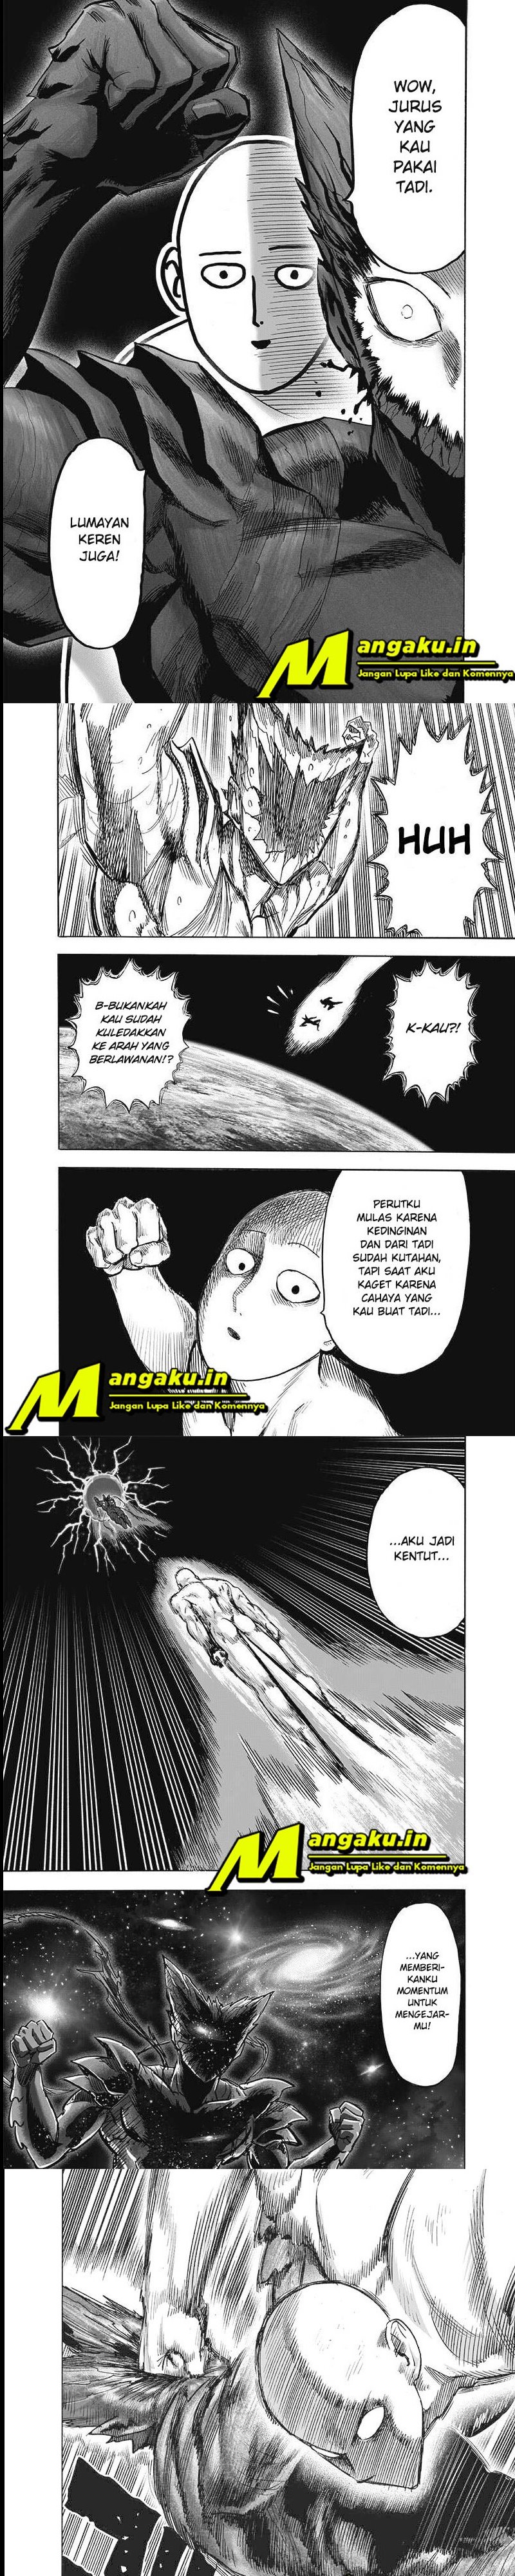 WOW,
JURUS
YANG
KAU
PAKAI
TADI.
LUMAYAN
KEREN
JUGA!
Mangaku.in
Jangan Lupa Like dan Komennya
HUH
K-KAU?!
B-BUKANKAH
KAU SUDAH
KULEDAKKAN
KE ARAH YANG
BERLAWANAN!?
PERUTKU
MULAS KARENA
KEDINGINAN
DAN DARI TADI
SUDAH KUTAHAN,
TAPI SAAT AKU
KAGET KARENA
CAHAYA YANG
KAU BUAT TADI...
Mangaku.in
Jangan Lupa Like dan Komennya
...AKU JADI
KENTUT...
Mangaku.in
Jangan Lupa Like dan Komennya
...YANG
MEMBERI-
KANKU
MOMENTUM
UNTUK
MENGEJAR-
MU!